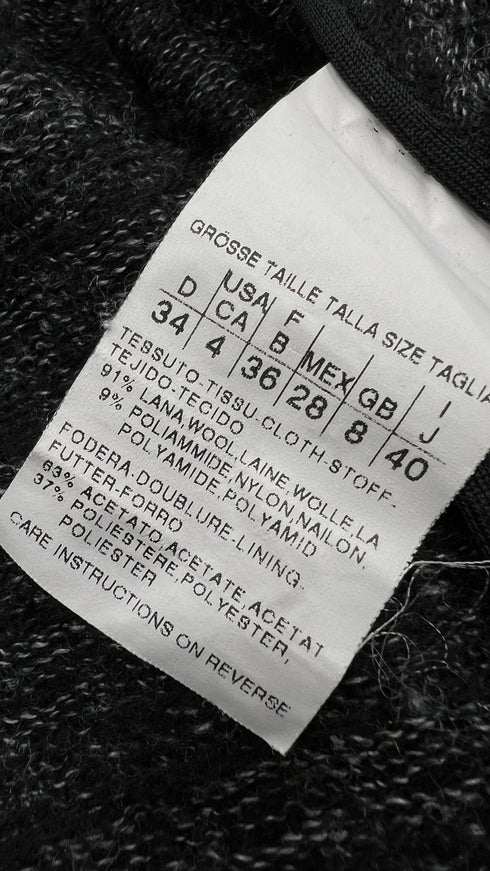 GRÖSSE TAILLE TALLA SIZE TAGLIA
D USA CA F B MEX GB I J
34 4 36 28 8 40
TESSUTO-TISSU-CLOTH-STOFF-
TEJIDO-TECIDO
91% LANA,WOOL,LAINE,WOLLE,LA
9% POLIAMMIDE,NYLON,NAILON,
POLYAMIDE,POLYAMID
FODERA-DOUBLURE-LINING-
FUTTER-FORRO
63% ACETATO,ACETATE,ACETAT
37% POLIESTERE,POLYESTER,
POLIESTER
CARE INSTRUCTIONS ON REVERSE